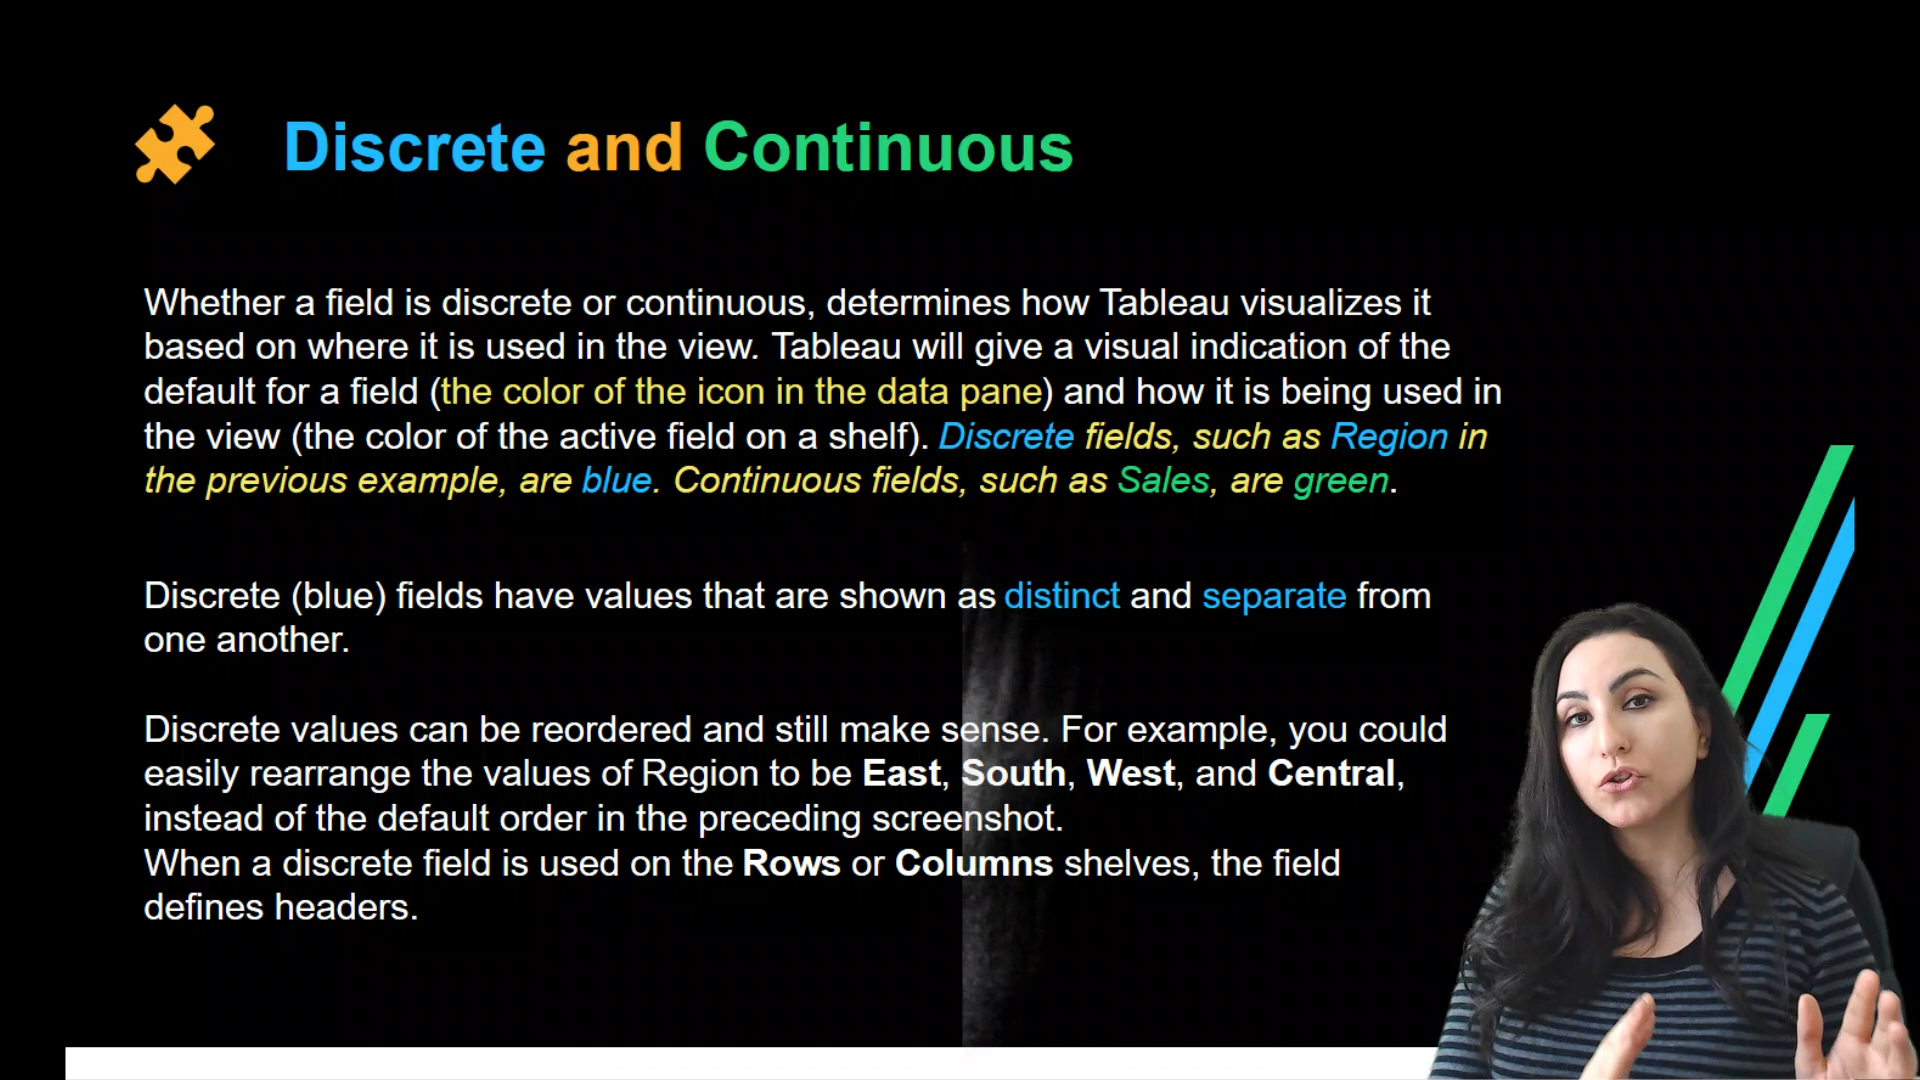 Discrete and Continuous
Whether a field is discrete or continuous, determines how Tableau visualizes it
based on where it is used in the view. Tableau will give a visual indication of the
default for a field (the color of the icon in the data pane) and how it is being used in
the view (the color of the active field on a shelf). Discrete fields, such as Region in
the previous example, are blue. Continuous fields, such as Sales, are green.
Discrete (blue) fields have values that are shown as distinct and separate from
one another.
Discrete values can be reordered and still make sense. For example, you could
easily rearrange the values of Region to be East, South, West, and Central,
instead of the default order in the preceding screenshot.
When a discrete field is used on the Rows or Columns shelves, the field
defines headers.